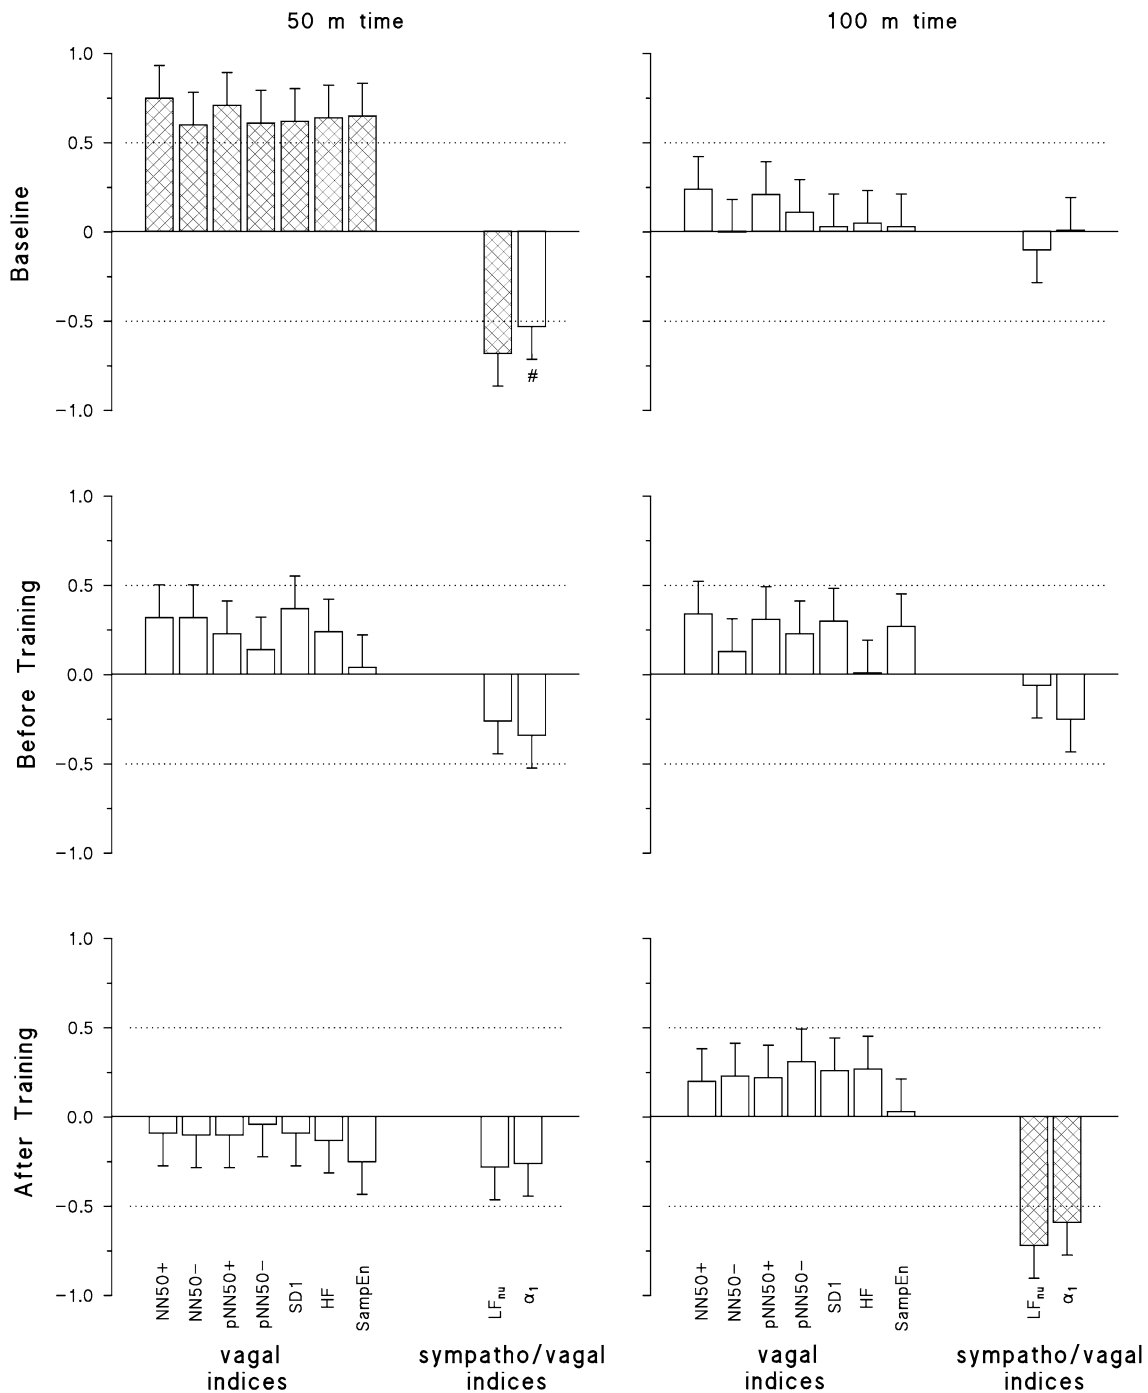 50 m time
100 m time
Baseline
1.0
0.5
0
−0.5
−1.0
#
Before Training
1.0
0.5
0.0
−0.5
−1.0
After Training
1.0
0.5
0.0
−0.5
−1.0
NN50+
NN50−
pNN50+
pNN50−
SD1
HF
SampEn
LFnu
α1
NN50+
NN50−
pNN50+
pNN50−
SD1
HF
SampEn
LFnu
α1
vagal
indices
sympatho/vagal
indices
vagal
indices
sympatho/vagal
indices